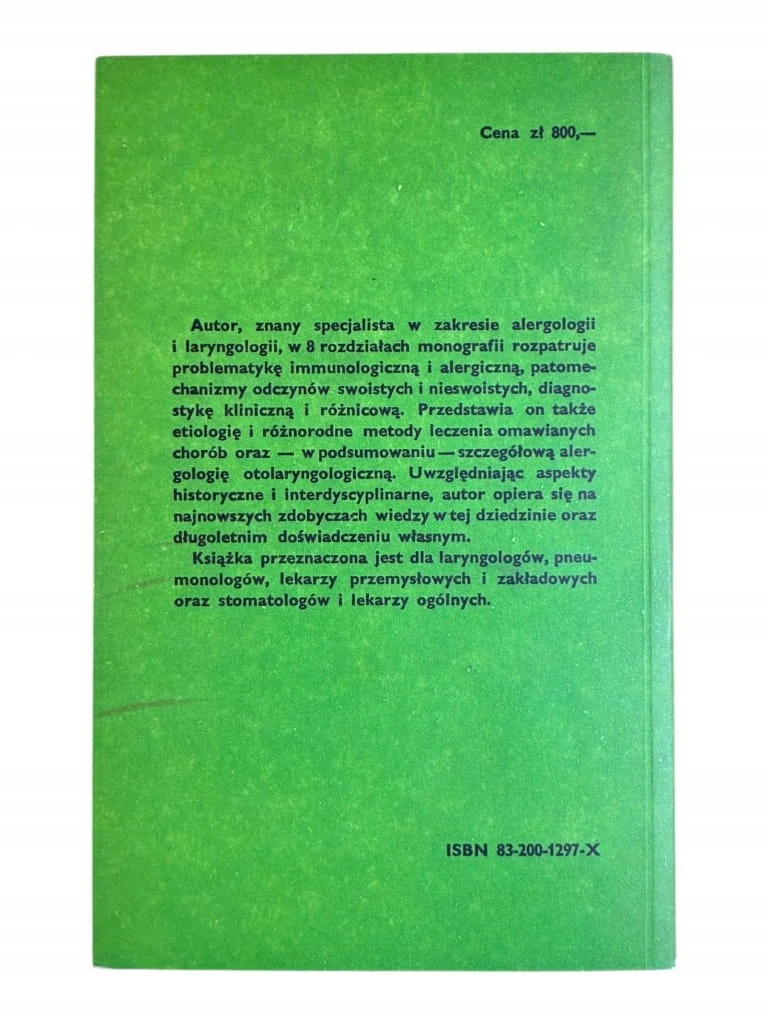 Cena zł 800,—
Autor, znany specjalista w zakresie alergologii
i laryngologii, w 8 rozdziałach monografii rozpatruje
problematykę immunologiczną i alergiczną, patome-
chanizmy odczynów swoistych i nieswoistych, diagno-
stykę kliniczną i różnicową. Przedstawia on także
etiologię i różnorodne metody leczenia omawianych
chorób oraz — w podsumowaniu — szczegółową aler-
gologię otolaryngologiczną. Uwzględniając aspekty
historyczne i interdyscyplinarne, autor opiera się na
najnowszych zdobyczach wiedzy w tej dziedzinie oraz
długoletnim doświadczeniu własnym.
Książka przeznaczona jest dla laryngologów, pneu-
monologów, lekarzy przemysłowych i zakładowych
oraz stomatologów i lekarzy ogólnych.
ISBN 83-200-1297-X